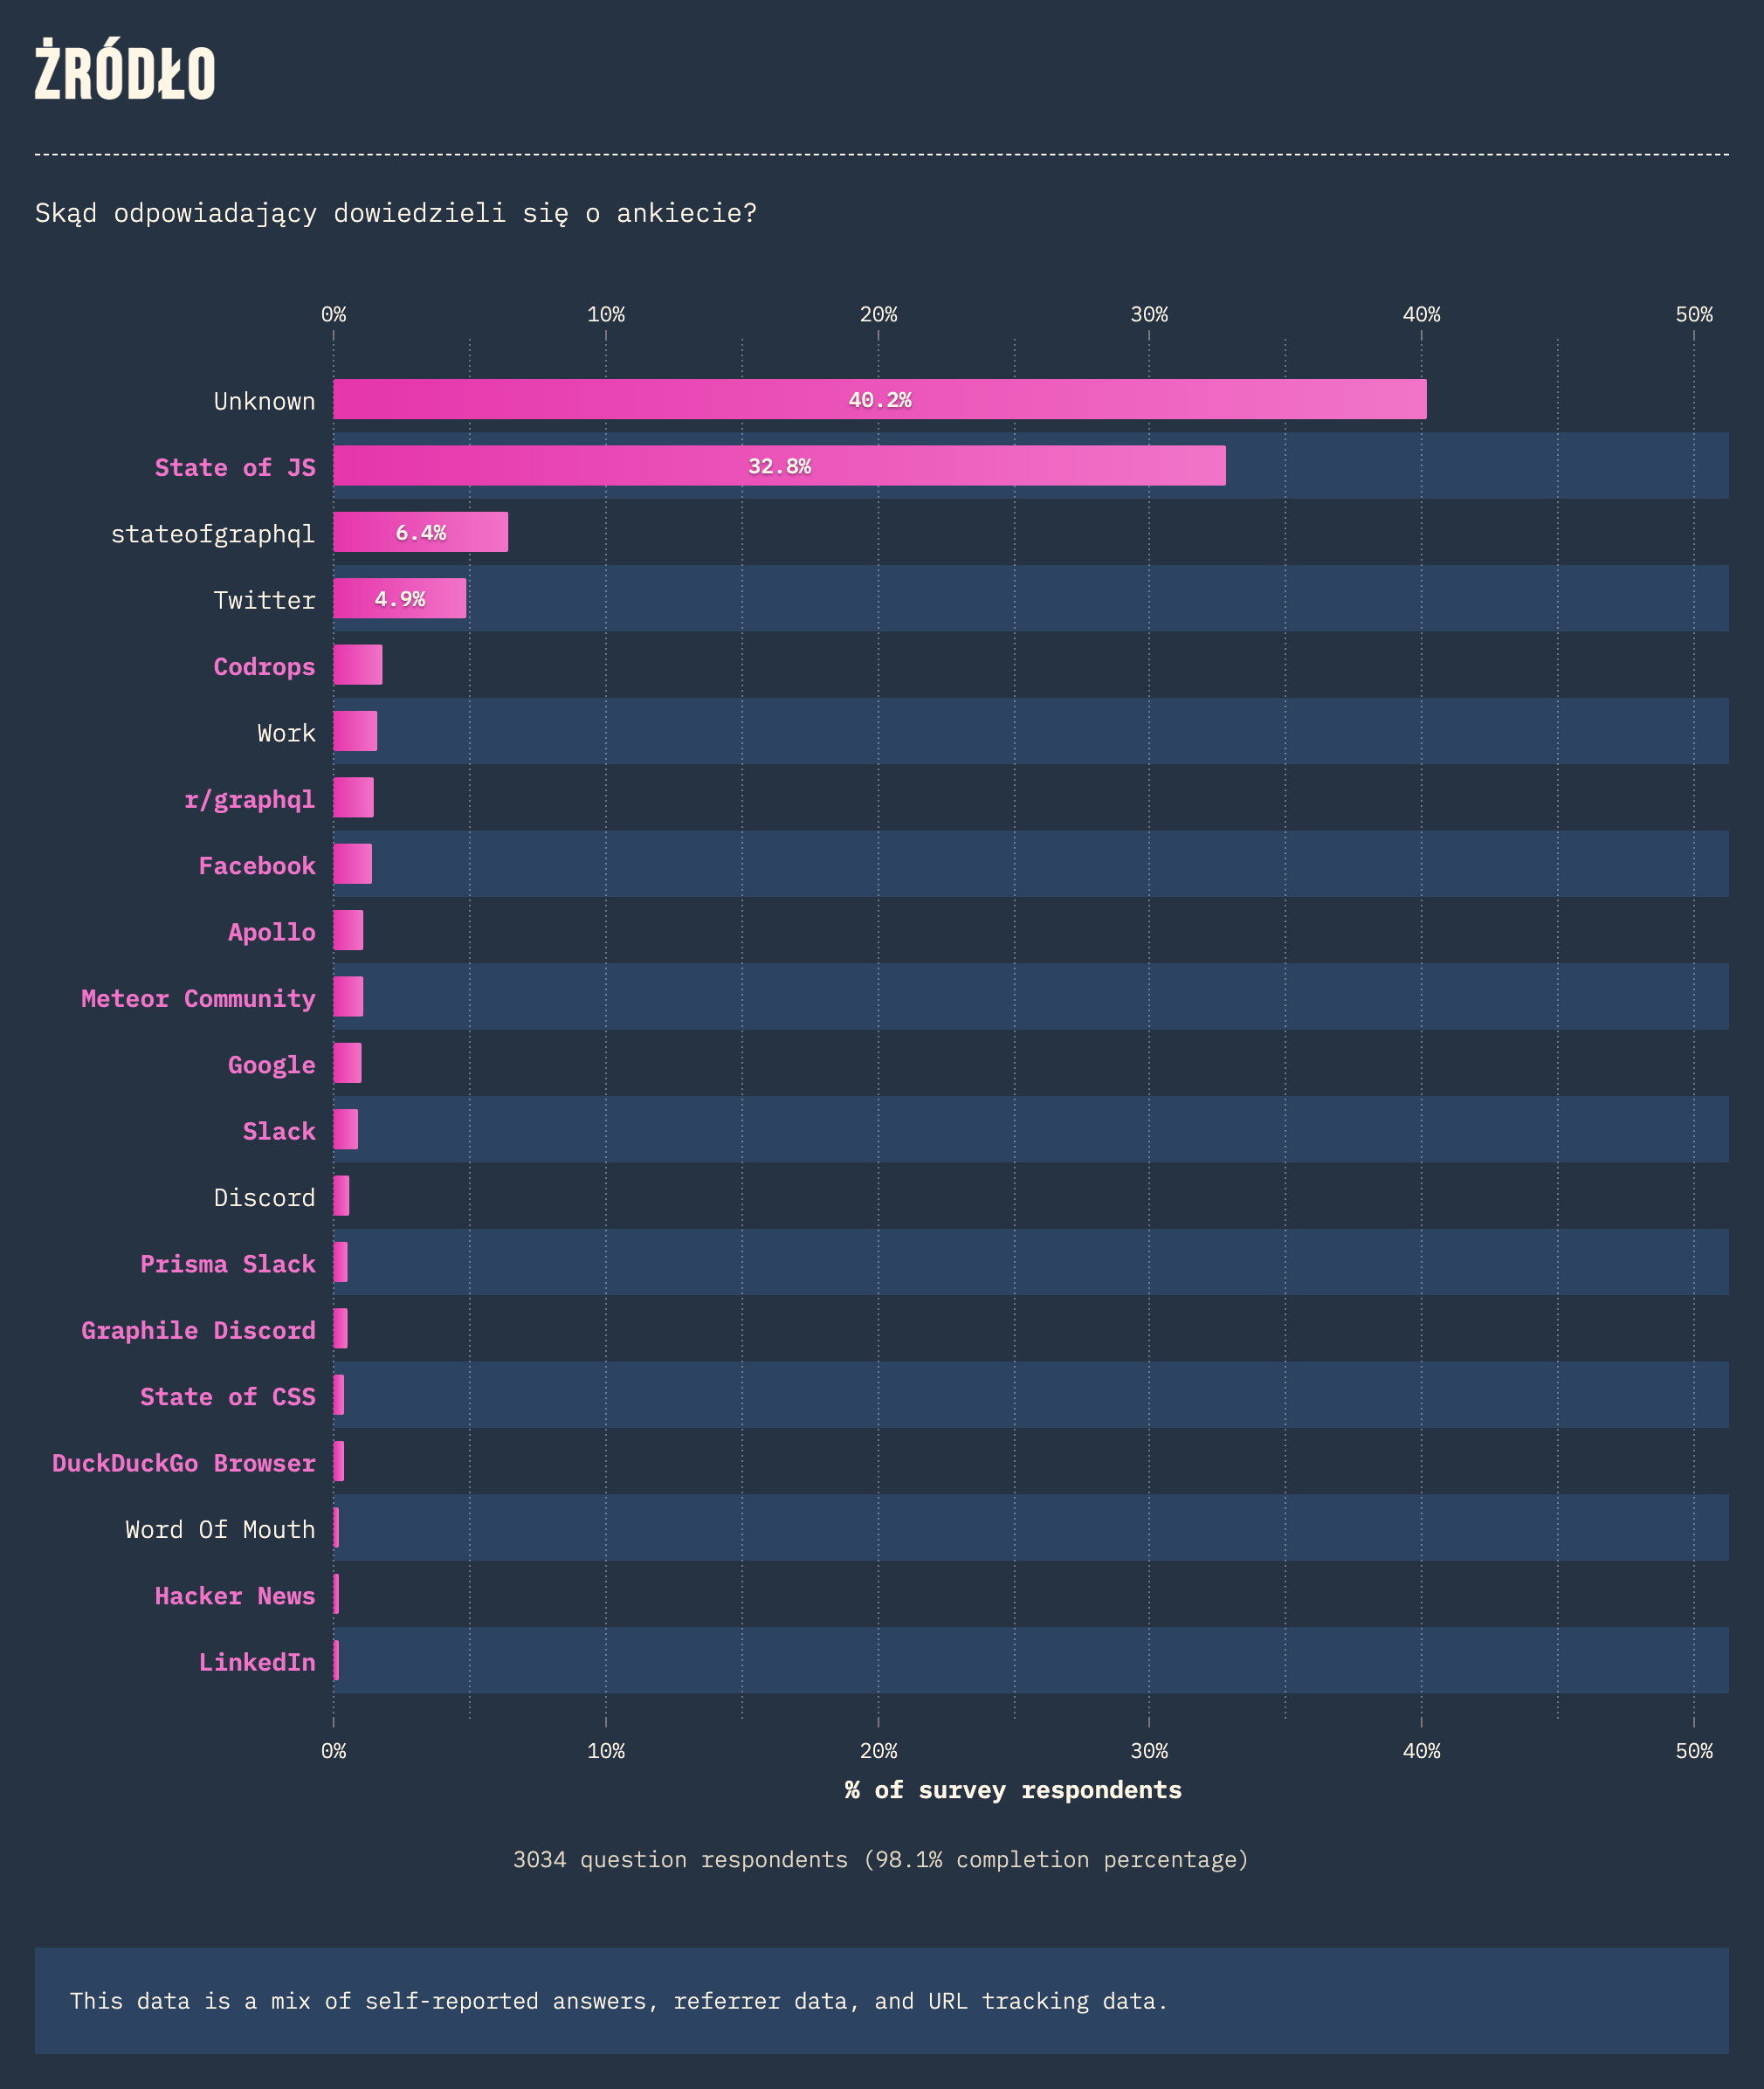 ŻRÓDŁO
Skąd odpowiadający dowiedzieli się o ankiecie?
0% 10% 20% 30% 40% 50%
Unknown 40.2%
State of JS 32.8%
stateofgraphql 6.4%
Twitter 4.9%
Codrops
Work
r/graphql
Facebook
Apollo
Meteor Community
Google
Slack
Discord
Prisma Slack
Graphile Discord
State of CSS
DuckDuckGo Browser
Word Of Mouth
Hacker News
LinkedIn
0% 10% 20% 30% 40% 50%
% of survey respondents
3034 question respondents (98.1% completion percentage)
This data is a mix of self-reported answers, referrer data, and URL tracking data.